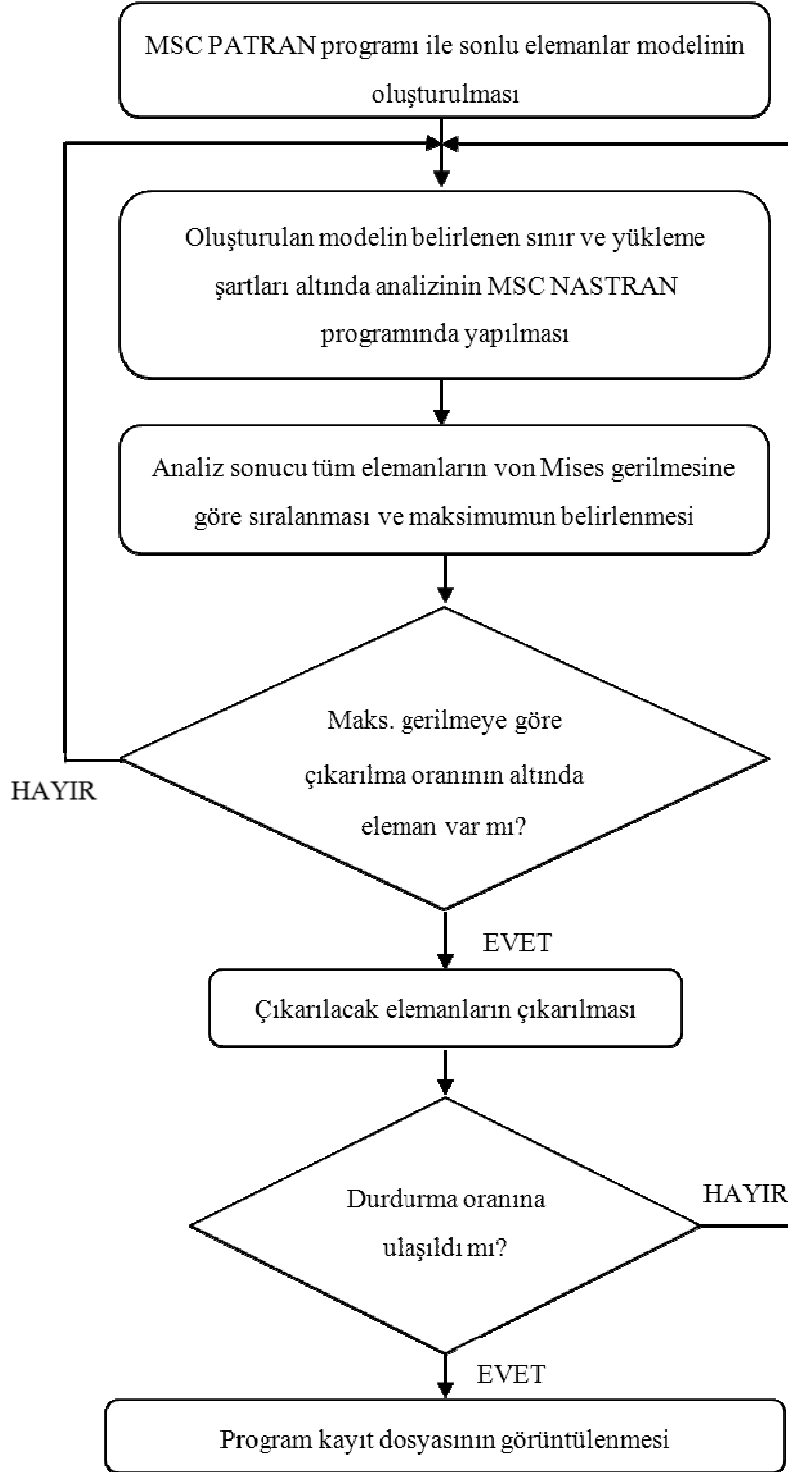 MSC PATRAN programı ile sonlu elemanlar modelinin
oluşturulması
Oluşturulan modelin belirlenen sınır ve yükleme
şartları altında analizinin MSC NASTRAN
programında yapılması
Analiz sonucu tüm elemanların von Mises gerilmesine
göre sıralanması ve maksimumun belirlenmesi
Maks. gerilmeye göre
çıkarılma oranının altında
eleman var mı?
HAYIR
EVET
Çıkarılacak elemanların çıkarılması
Durdurma oranına
ulaşıldı mı?
HAYIR
EVET
Program kayıt dosyasının görüntülenmesi